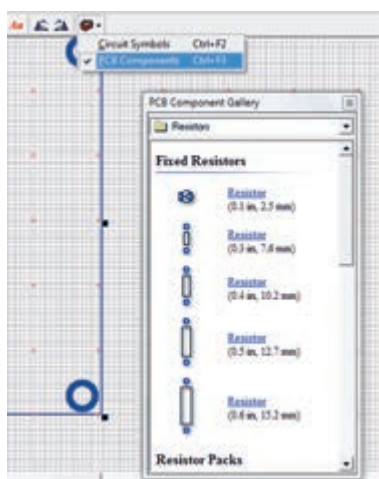 Aa
Circuit Symbols Ctrl+F2
PCB Components Ctrl+F3
PCB Component Gallery
Resistors
Fixed Resistors
Resistor
(0.1 in, 2.5 mm)
Resistor
(0.3 in, 7.6 mm)
Resistor
(0.4 in, 10.2 mm)
Resistor
(0.5 in, 12.7 mm)
Resistor
(0.6 in, 15.2 mm)
Resistor Packs